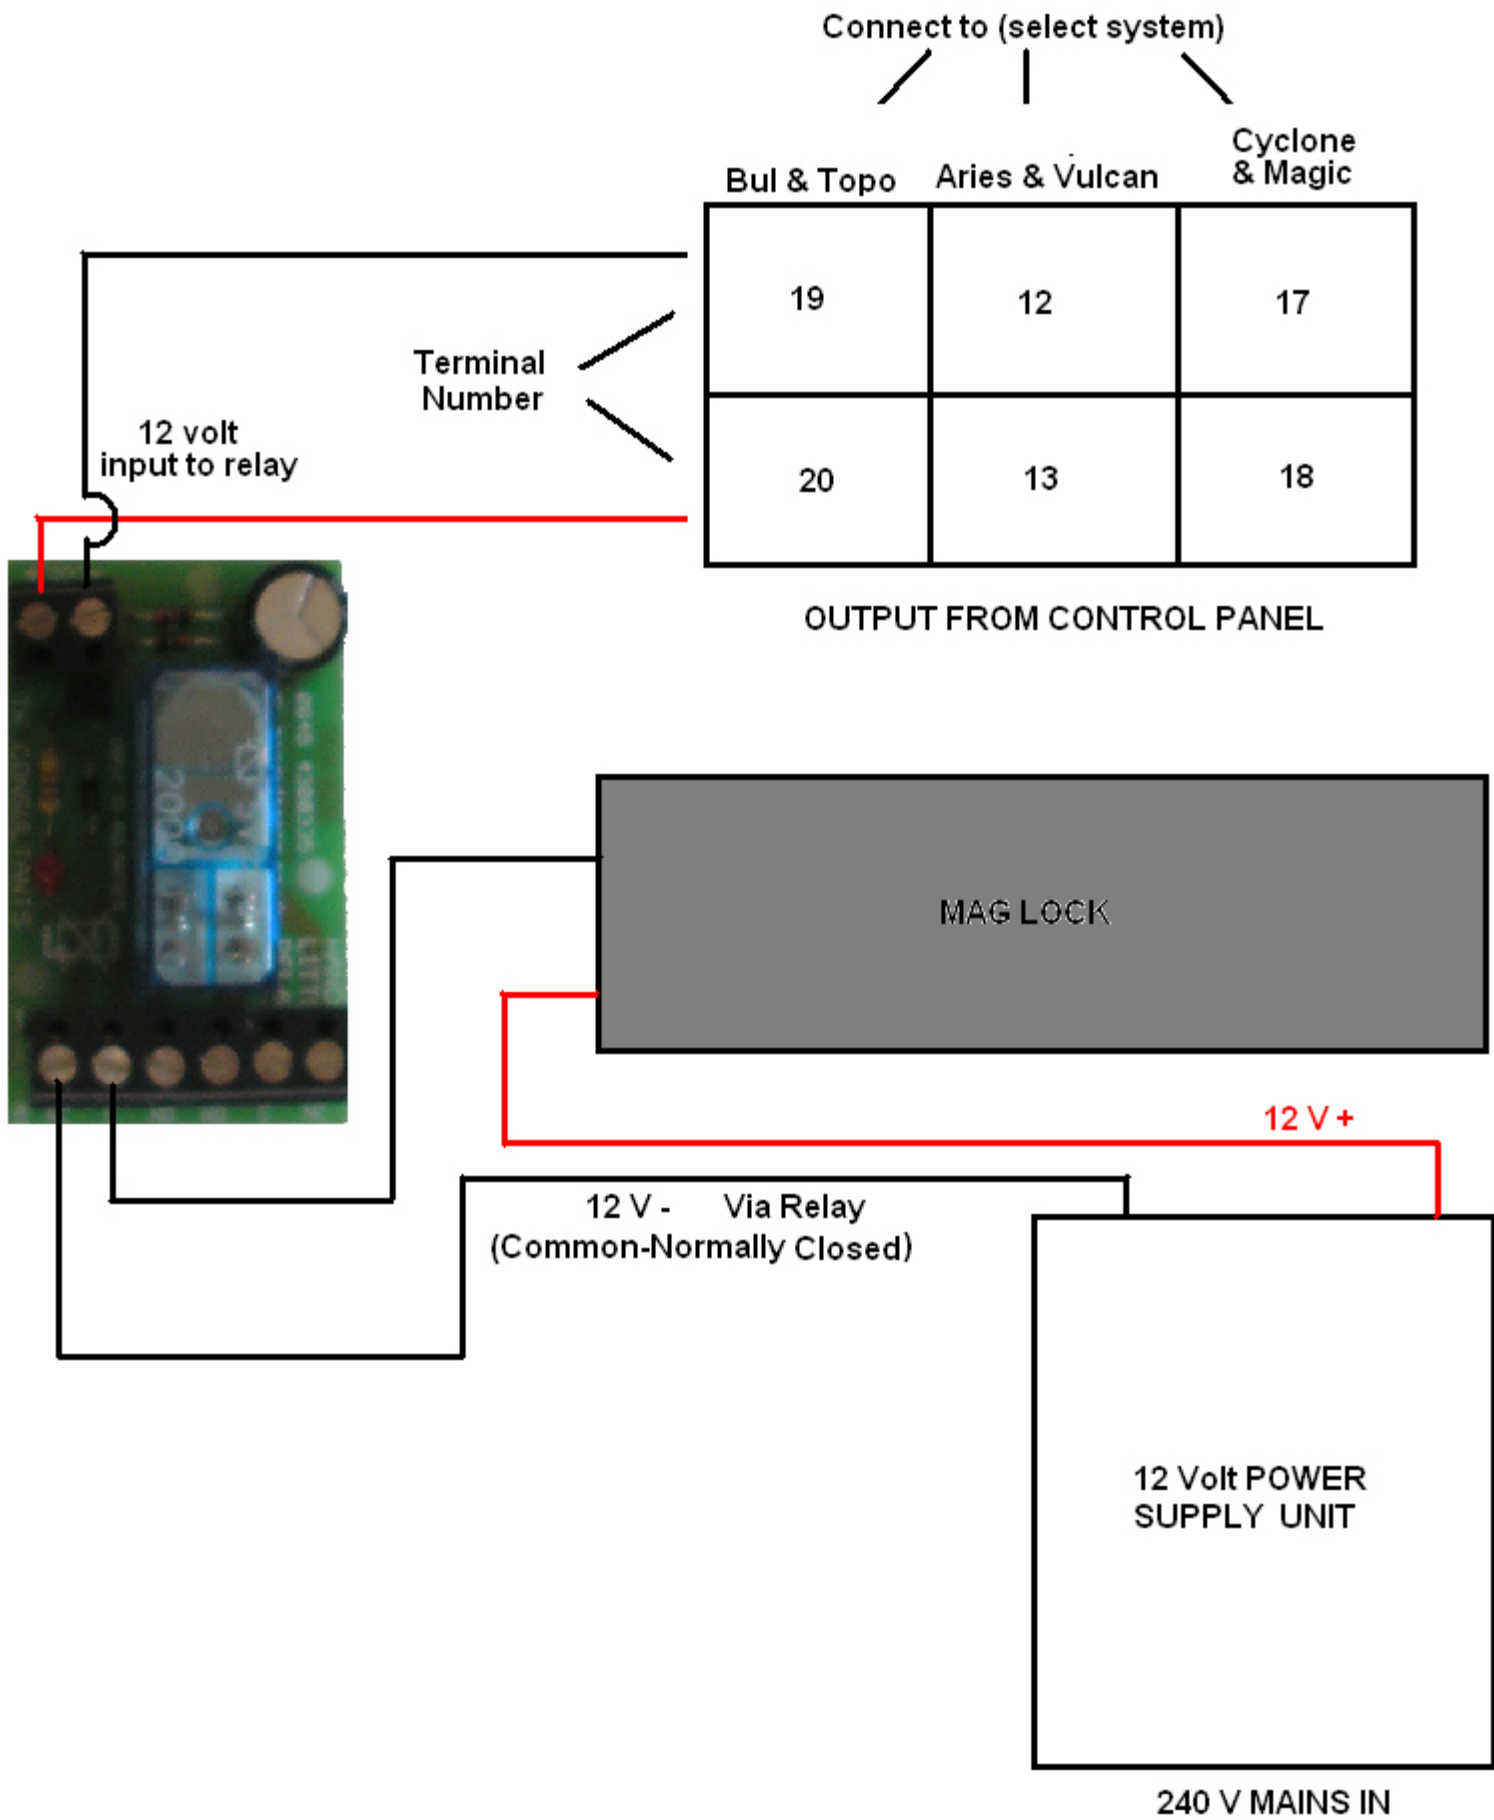 Connect to (select system)
Bul & Topo
Aries & Vulcan
Cyclone
& Magic
19
12
17
Terminal
Number
20
13
18
12 volt
input to relay
OUTPUT FROM CONTROL PANEL
MAG LOCK
12 V +
12 V - Via Relay
(Common-Normally Closed)
12 Volt POWER
SUPPLY UNIT
240 V MAINS IN